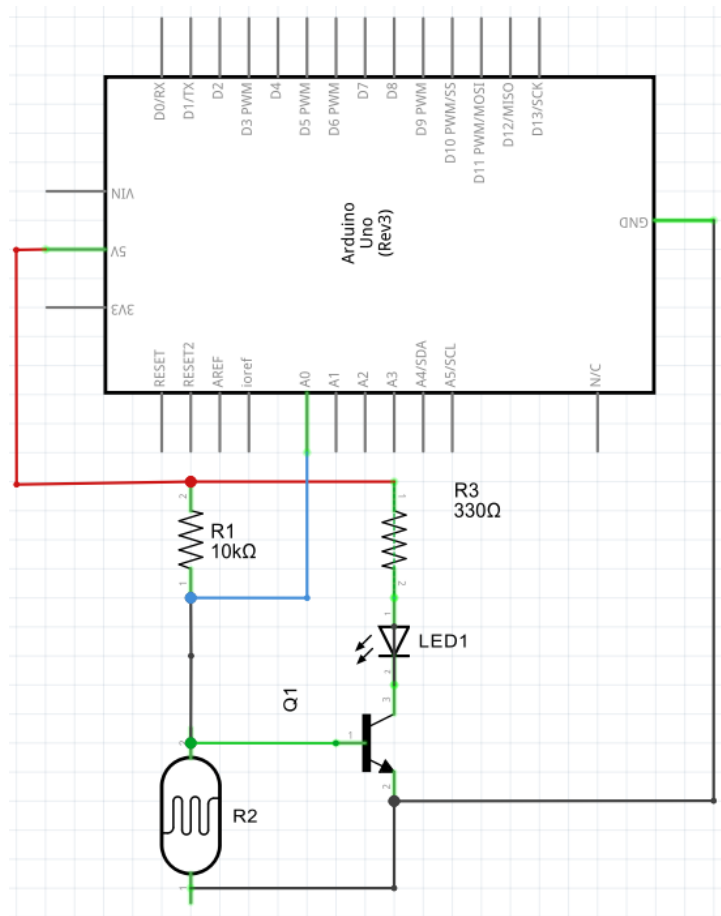 D0/RX
D1/TX
D2
D3 PWM
D4
D5 PWM
D6 PWM
D7
D8
D9 PWM
D10 PWM/SS
D11 PWM/MOSI
D12/MISO
D13/SCK
VIN
5V
3V3
GND
Arduino
Uno
(Rev3)
RESET
RESET2
AREF
ioref
A0
A1
A2
A3
A4/SDA
A5/SCL
N/C
2
R1
10kΩ
1
1
R3
330Ω
2
1
LED1
2
Q1
3
1
2
2
R2
1